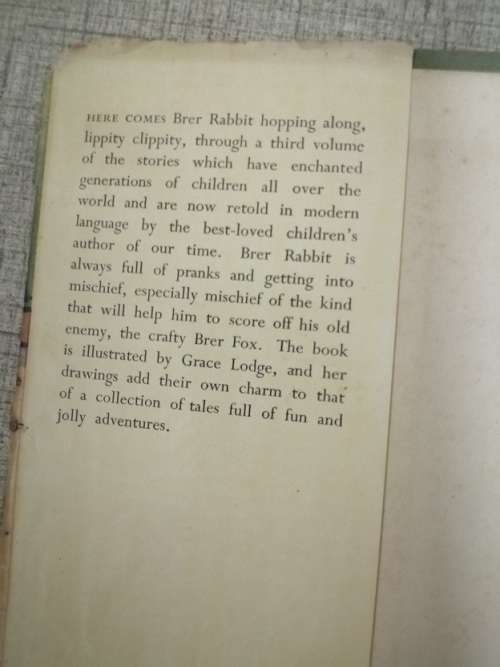 HERE COMES Brer Rabbit hopping along,
lippity clippity, through a third volume
of the stories which have enchanted
generations of children all over the
world and are now retold in modern
language by the best-loved children's
author of our time. Brer Rabbit is
always full of pranks and getting into
mischief, especially mischief of the kind
that will help him to score off his old
enemy, the crafty Brer Fox. The book
is illustrated by Grace Lodge, and her
drawings add their own charm to that
of a collection of tales full of fun and
jolly adventures.